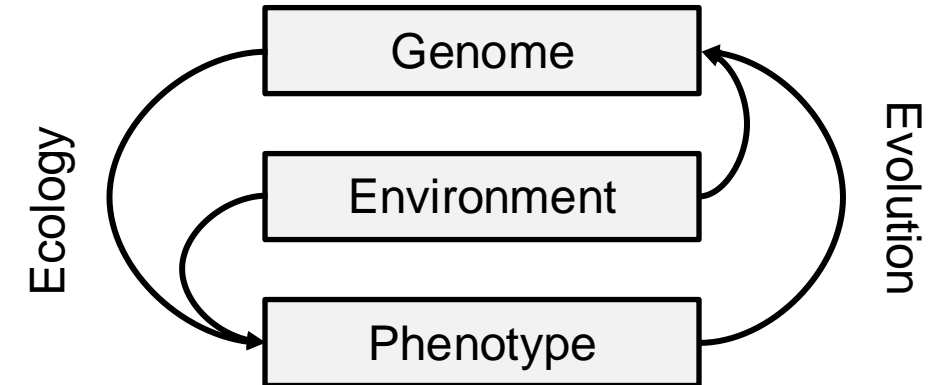 Genome
Ecology
Environment
Evolution
Phenotype